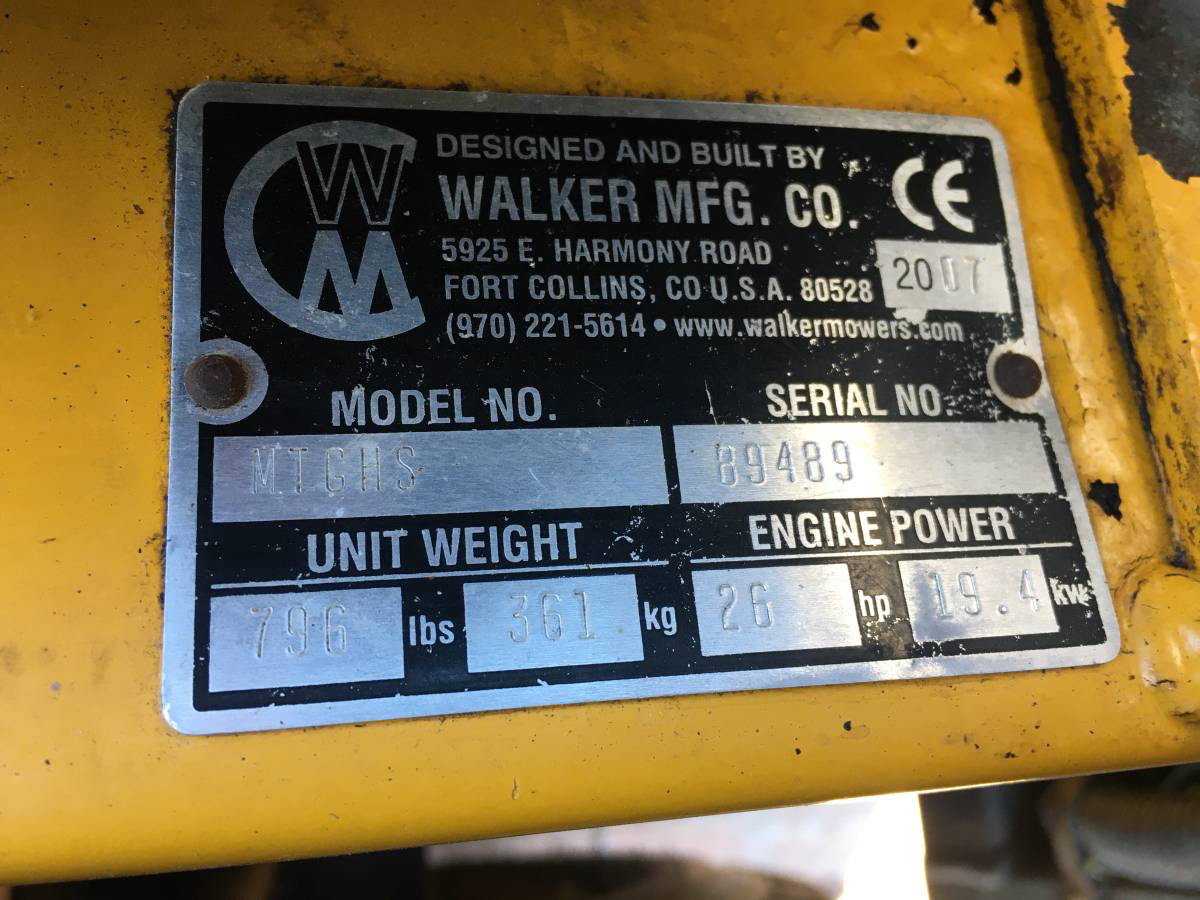 WM
DESIGNED AND BUILT BY
WALKER MFG. CO.
CE
5925 E. HARMONY ROAD
FORT COLLINS, CO U.S.A. 80528
2007
(970) 221-5614 • www.walkermowers.com
MODEL NO. SERIAL NO.
MTGHS 89489
UNIT WEIGHT ENGINE POWER
796 lbs 361 kg 26 hp 19.4 kw